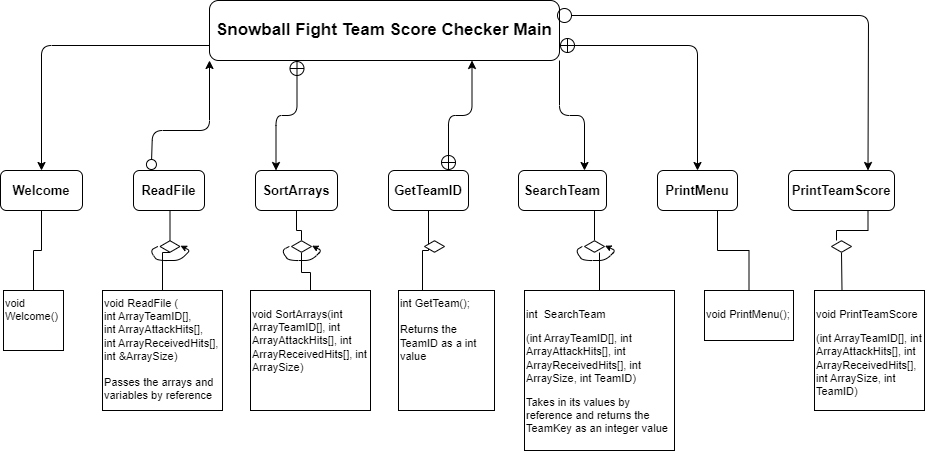 Snowball Fight Team Score Checker Main
Welcome
ReadFile
SortArrays
GetTeamID
SearchTeam
PrintMenu
PrintTeamScore
void
Welcome()
void ReadFile (
int ArrayTeamID[],
int ArrayAttackHits[],
int ArrayReceivedHits[],
int &ArraySize)
Passes the arrays and
variables by reference
void SortArrays(int
ArrayTeamID[], int
ArrayAttackHits[], int
ArrayReceivedHits[], int
ArraySize)
int GetTeam();
Returns the
TeamID as a int
value
int  SearchTeam
(int ArrayTeamID[], int
ArrayAttackHits[], int
ArrayReceivedHits[], int
ArraySize, int TeamID)
Takes in its values by
reference and returns the
TeamKey as an integer value
void PrintMenu();
void PrintTeamScore
(int ArrayTeamID[], int
ArrayAttackHits[], int
ArrayReceivedHits[],
int ArraySize, int
TeamID)